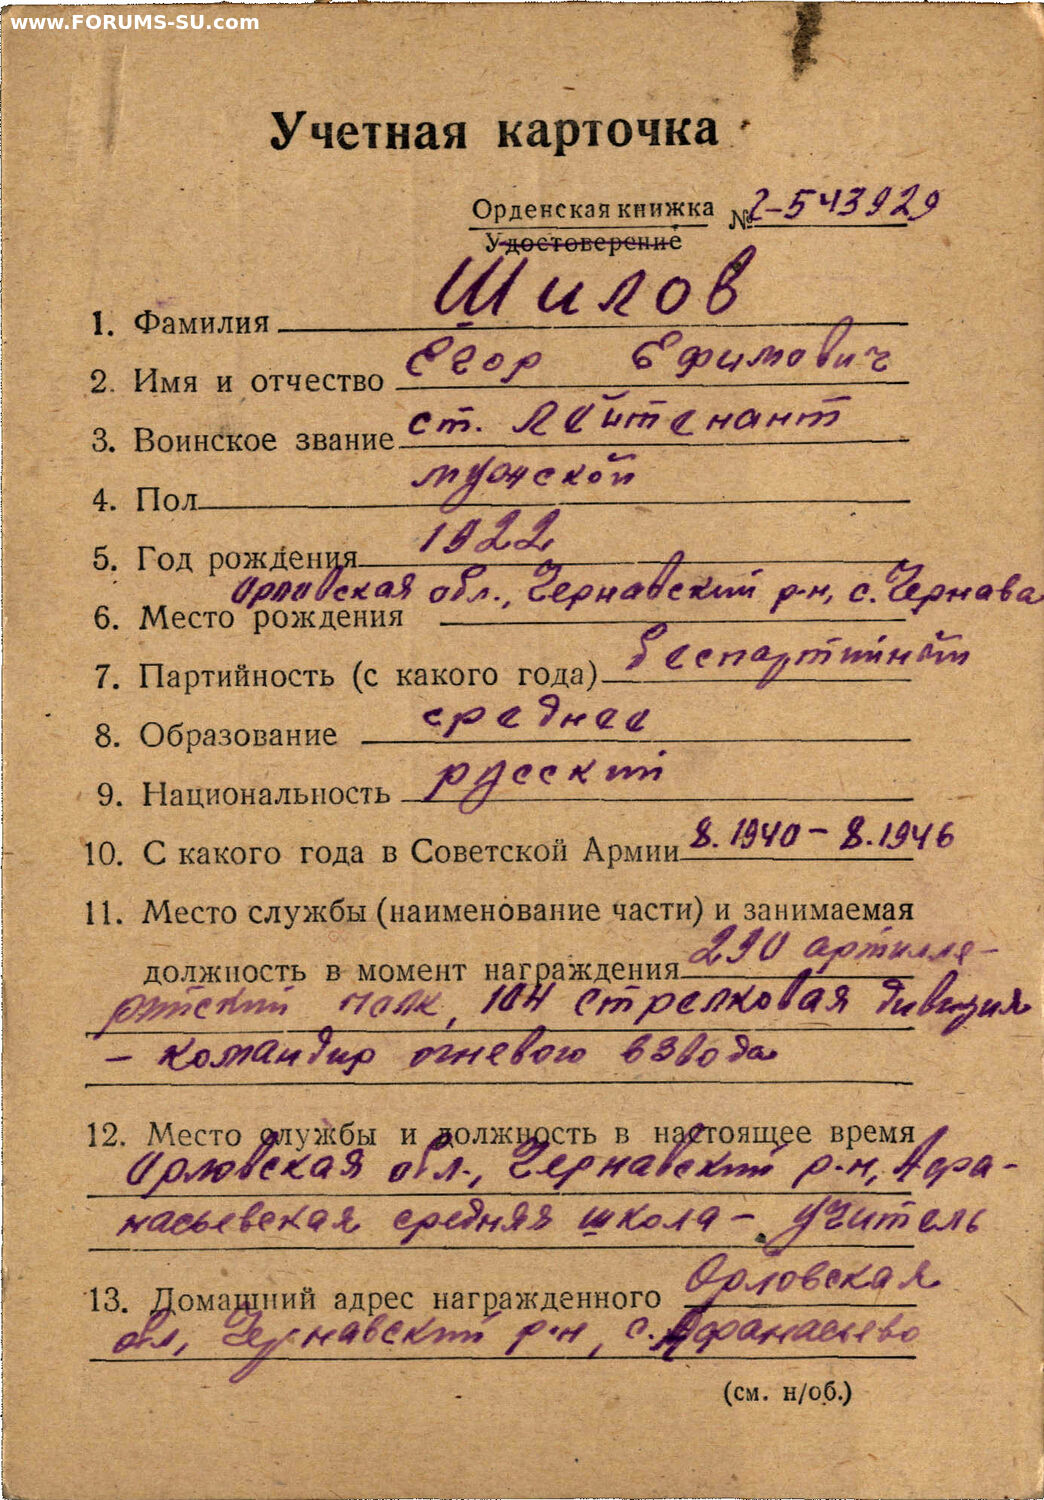 www.FORUMS-SU.com
Учетная карточка
Орденская книжка № Г-543929
Удостоверение
1. Фамилия Шилов
2. Имя и отчество Егор Ефимович
3. Воинское звание ст. лейтенант
4. Пол мужской
5. Год рождения 1922
Орловская обл., Чернавский р-н, с. Чернава
6. Место рождения
7. Партийность (с какого года) беспартийный
8. Образование среднее
9. Национальность русский
10. С какого года в Советской Армии 8.1940 – 8.1946
11. Место службы (наименование части) и занимаемая
должность в момент награждения 290 артилле-
рийский полк, 104 стрелковая дивизия
– командир огневого взвода
12. Место службы и должность в настоящее время
Орловская обл., Чернавский р-н, Афа-
насьевская средняя школа – учитель
13. Домашний адрес награжденного Орловская
обл, Чернавский р-н, с. Афанасьево
(см. н/об.)